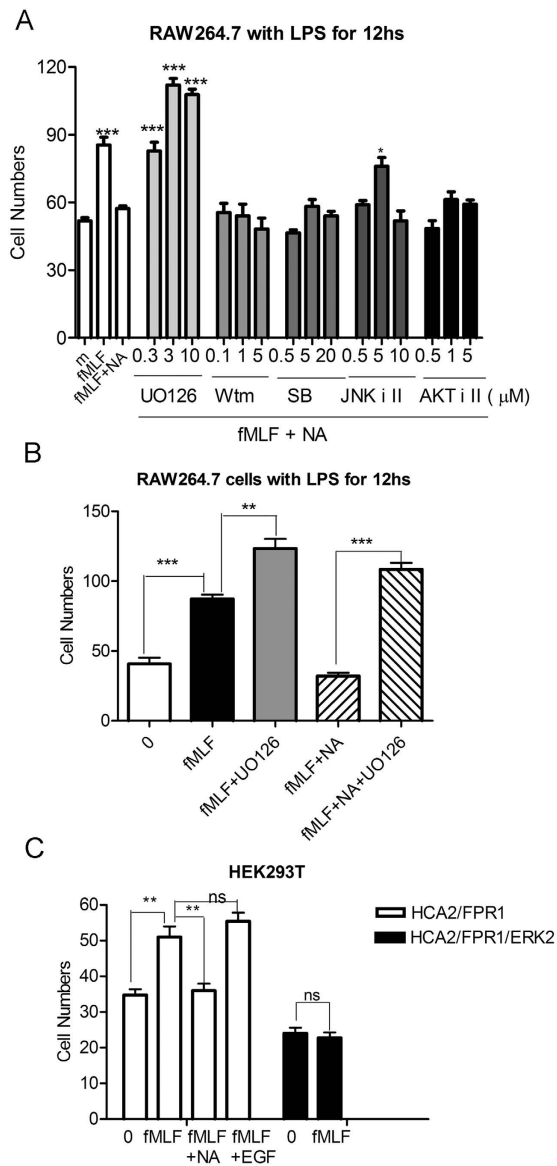 A
RAW264.7 with LPS for 12hs
Cell Numbers
120
90
60
30
0
***
***
***
***
*
m
fMLF
fMLF+NA
0.3 3 10
0.1 1 5
0.5 5 20
0.5 5 10
0.5 1 5
UO126
Wtm
SB
JNK i II
AKT i II ( μM)
fMLF + NA
B
RAW264.7 cells with LPS for 12hs
Cell Numbers
150
100
50
0
***
**
***
0
fMLF
fMLF+UO126
fMLF+NA
fMLF+NA+UO126
C
HEK293T
Cell Numbers
60
50
40
30
20
10
0
**
**
ns
ns
HCA2/FPR1
HCA2/FPR1/ERK2
0 fMLF fMLF fMLF 0 fMLF
+NA +EGF